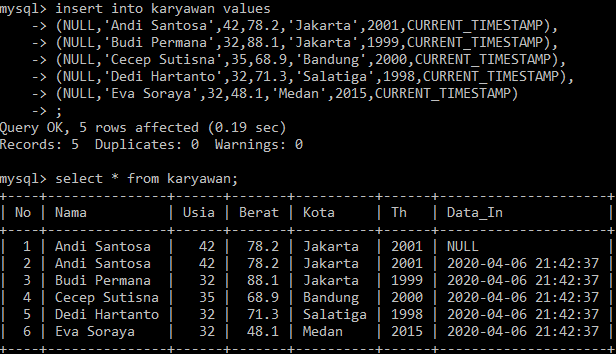 mysql> insert into karyawan values
    -> (NULL,'Andi Santosa',42,78.2,'Jakarta',2001,CURRENT_TIMESTAMP),
    -> (NULL,'Budi Permana',32,88.1,'Jakarta',1999,CURRENT_TIMESTAMP),
    -> (NULL,'Cecep Sutisna',35,68.9,'Bandung',2000,CURRENT_TIMESTAMP),
    -> (NULL,'Dedi Hartanto',32,71.3,'Salatiga',1998,CURRENT_TIMESTAMP),
    -> (NULL,'Eva Soraya',32,48.1,'Medan',2015,CURRENT_TIMESTAMP)
    -> ;
Query OK, 5 rows affected (0.19 sec)
Records: 5  Duplicates: 0  Warnings: 0

mysql> select * from karyawan;
+----+---------------+------+-------+----------+------+---------------------+
| No | Nama          | Usia | Berat | Kota     | Th   | Data_In             |
+----+---------------+------+-------+----------+------+---------------------+
|  1 | Andi Santosa  |   42 |  78.2 | Jakarta  | 2001 | NULL                |
|  2 | Andi Santosa  |   42 |  78.2 | Jakarta  | 2001 | 2020-04-06 21:42:37 |
|  3 | Budi Permana  |   32 |  88.1 | Jakarta  | 1999 | 2020-04-06 21:42:37 |
|  4 | Cecep Sutisna |   35 |  68.9 | Bandung  | 2000 | 2020-04-06 21:42:37 |
|  5 | Dedi Hartanto |   32 |  71.3 | Salatiga | 1998 | 2020-04-06 21:42:37 |
|  6 | Eva Soraya    |   32 |  48.1 | Medan    | 2015 | 2020-04-06 21:42:37 |
+----+---------------+------+-------+----------+------+---------------------+